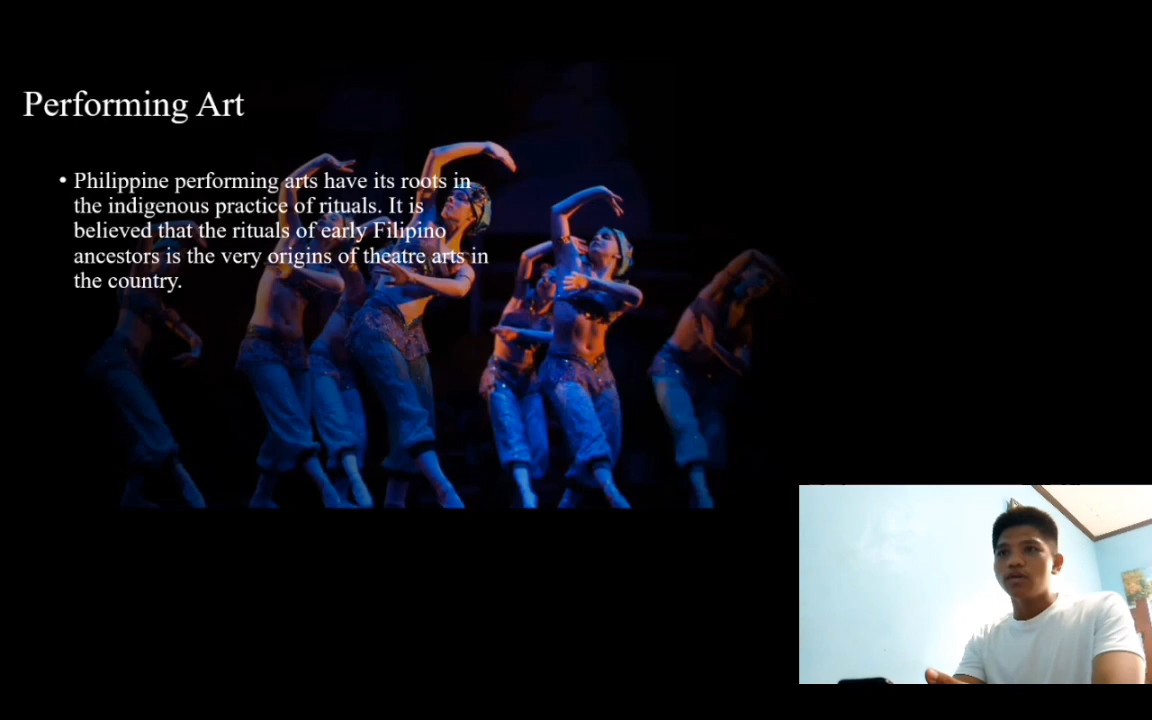 Performing Art
• Philippine performing arts have its roots in
the indigenous practice of rituals. It is
believed that the rituals of early Filipino
ancestors is the very origins of theatre arts in
the country.